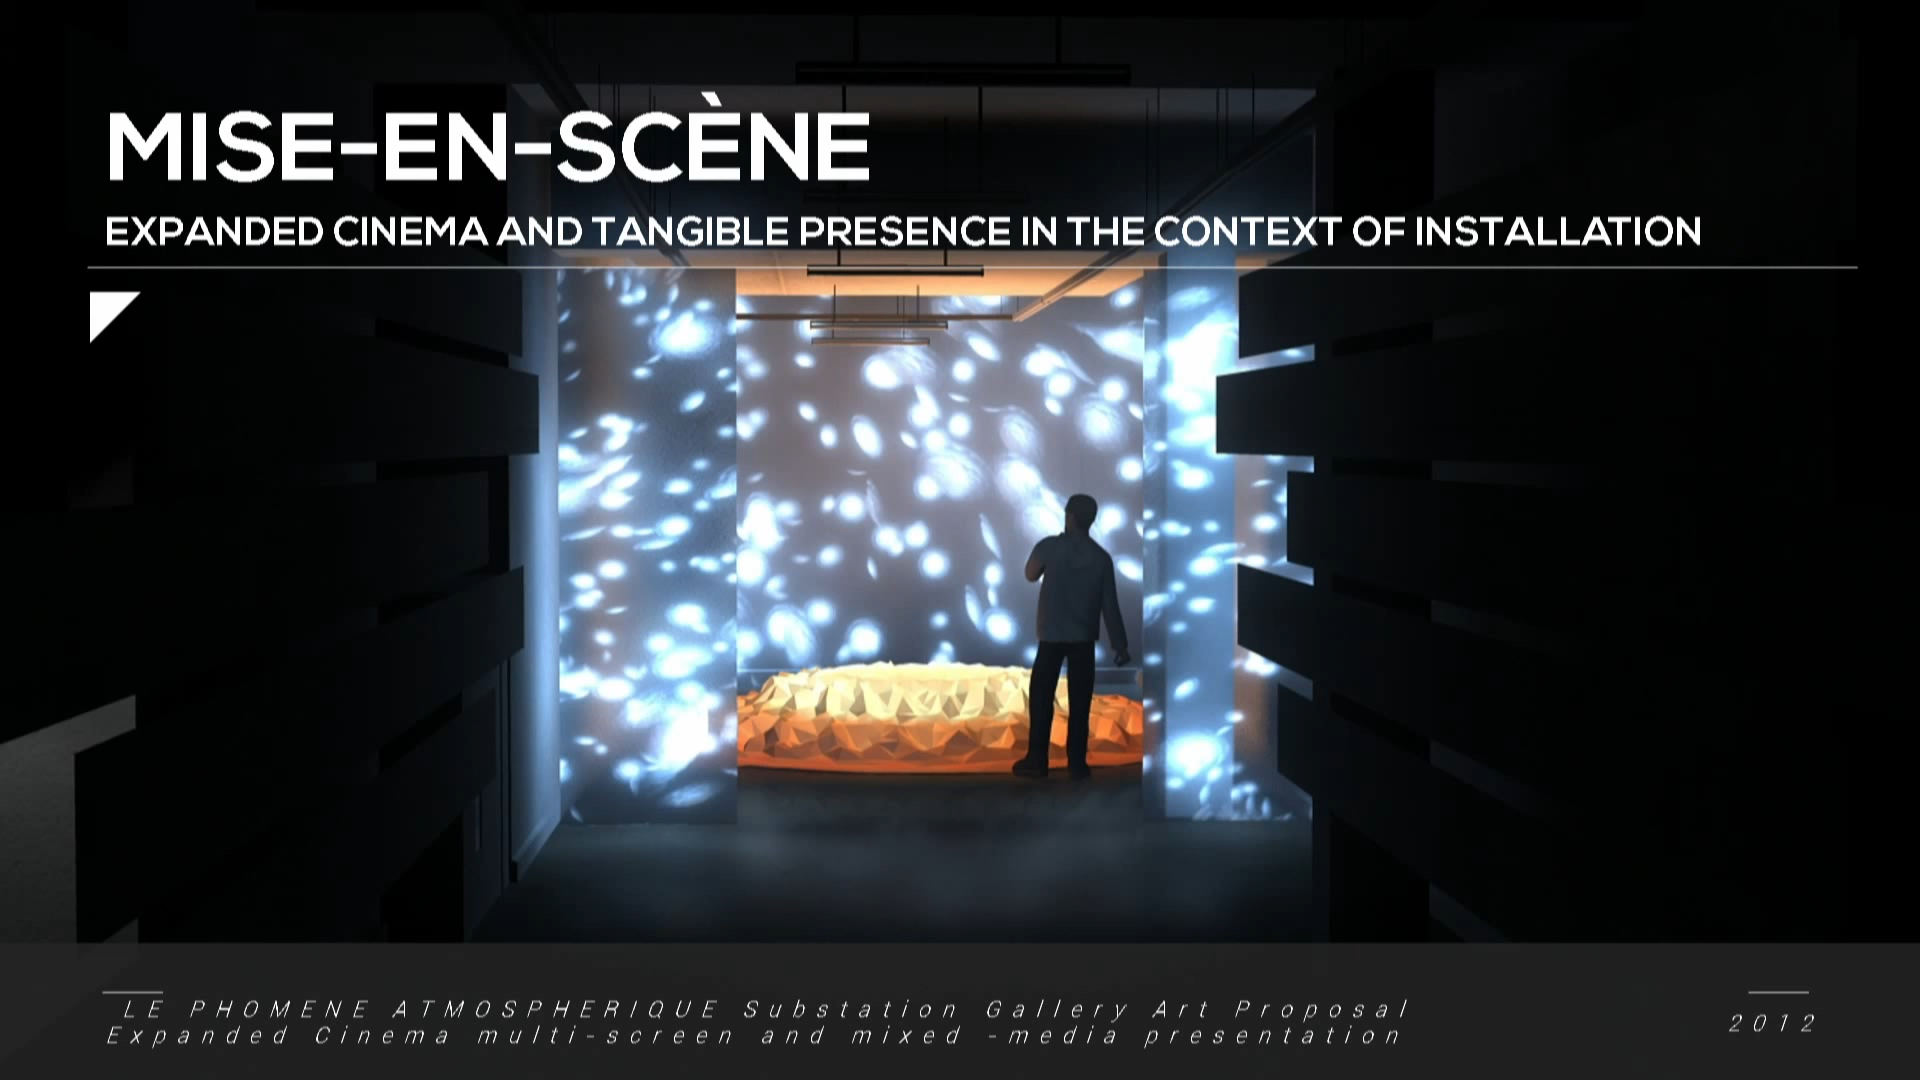 MISE-EN-SCÈNE
EXPANDED CINEMA AND TANGIBLE PRESENCE IN THE CONTEXT OF INSTALLATION
LE PHOMENE ATMOSPHERIQUE Substation Gallery Art Proposal
Expanded Cinema multi-screen and mixed -media presentation
2012